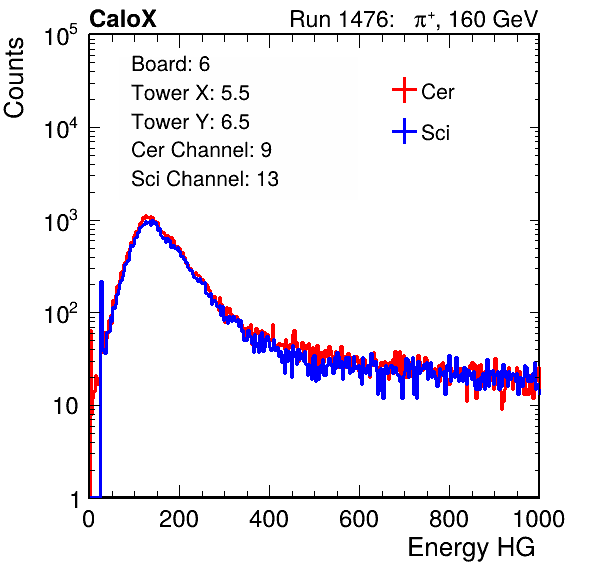 CaloX Run 1476: π⁺, 160 GeV
Board: 6
Tower X: 5.5
Tower Y: 6.5
Cer Channel: 9
Sci Channel: 13
Cer
Sci
Counts
10⁵
10⁴
10³
10²
10
1
0 200 400 600 800 1000
Energy HG